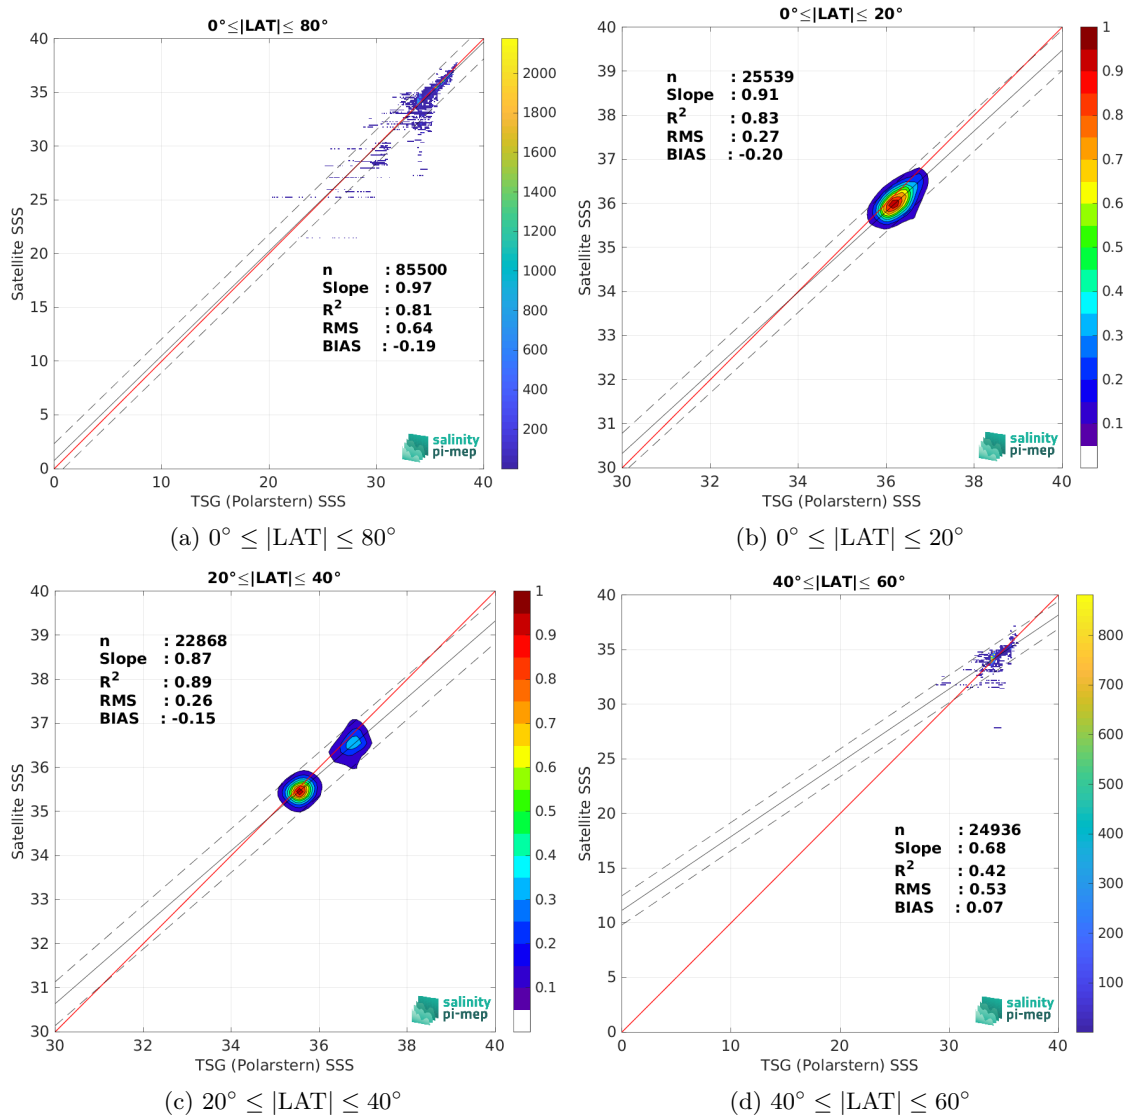 0°≤|LAT|≤ 80°
40
35
30
25
20
15
10
5
0
Satellite SSS
n : 85500
Slope : 0.97
R2 : 0.81
RMS : 0.64
BIAS : -0.19
salinity
pi-mep
0 10 20 30 40
TSG (Polarstern) SSS
2000
1800
1600
1400
1200
1000
800
600
400
200
(a) 0° ≤ |LAT| ≤ 80°
0°≤|LAT|≤ 20°
40
39
38
37
36
35
34
33
32
31
30
Satellite SSS
n : 25539
Slope : 0.91
R2 : 0.83
RMS : 0.27
BIAS : -0.20
salinity
pi-mep
30 32 34 36 38 40
TSG (Polarstern) SSS
1
0.9
0.8
0.7
0.6
0.5
0.4
0.3
0.2
0.1
(b) 0° ≤ |LAT| ≤ 20°
20°≤|LAT|≤ 40°
40
39
38
37
36
35
34
33
32
31
30
Satellite SSS
n : 22868
Slope : 0.87
R2 : 0.89
RMS : 0.26
BIAS : -0.15
salinity
pi-mep
30 32 34 36 38 40
TSG (Polarstern) SSS
1
0.9
0.8
0.7
0.6
0.5
0.4
0.3
0.2
0.1
(c) 20° ≤ |LAT| ≤ 40°
40°≤|LAT|≤ 60°
40
35
30
25
20
15
10
5
0
Satellite SSS
n : 24936
Slope : 0.68
R2 : 0.42
RMS : 0.53
BIAS : 0.07
salinity
pi-mep
0 10 20 30 40
TSG (Polarstern) SSS
800
700
600
500
400
300
200
100
(d) 40° ≤ |LAT| ≤ 60°